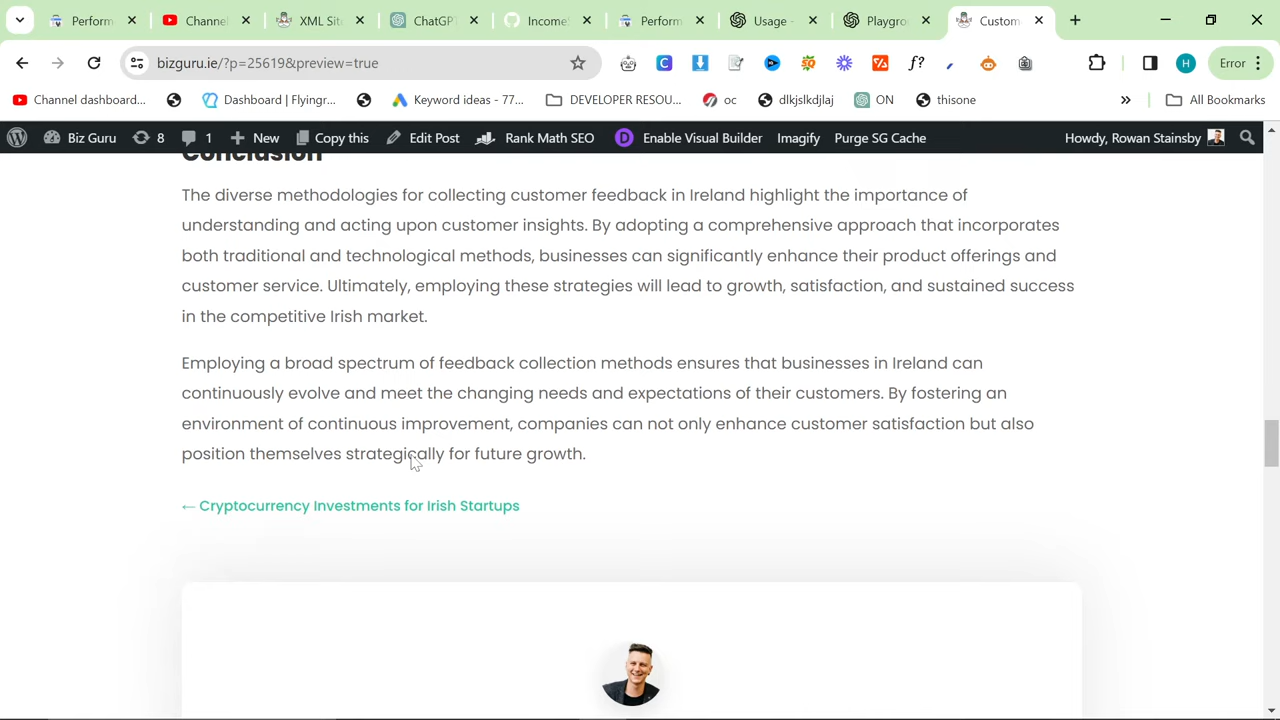 Perform
Channel
XML Sit
ChatGP
Income
Perform
Usage -
Playgro
Custom
bizguru.ie/?p=25619&preview=true
Error
Channel dashboard...
Dashboard | Flyingr...
Keyword ideas - 77...
DEVELOPER RESOU...
oc
dlkjslkdjlaj
ON
thisone
All Bookmarks
Biz Guru
8
1
New
Copy this
Edit Post
Rank Math SEO
Enable Visual Builder
Imagify
Purge SG Cache
Howdy, Rowan Stainsby
Conclusion
The diverse methodologies for collecting customer feedback in Ireland highlight the importance of
understanding and acting upon customer insights. By adopting a comprehensive approach that incorporates
both traditional and technological methods, businesses can significantly enhance their product offerings and
customer service. Ultimately, employing these strategies will lead to growth, satisfaction, and sustained success
in the competitive Irish market.
Employing a broad spectrum of feedback collection methods ensures that businesses in Ireland can
continuously evolve and meet the changing needs and expectations of their customers. By fostering an
environment of continuous improvement, companies can not only enhance customer satisfaction but also
position themselves strategically for future growth.
← Cryptocurrency Investments for Irish Startups